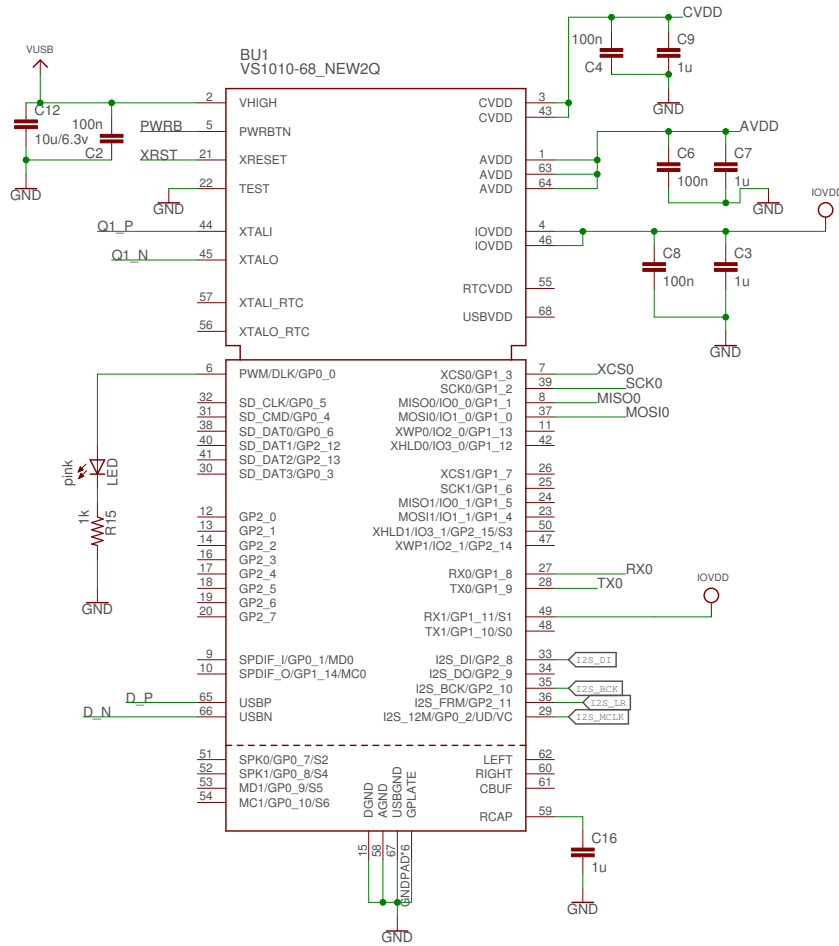 BU1
VS1010-68_NEW2Q
VUSB
C12
10u/6.3v
100n
C2
GND
PWRB
XRST
GND
Q1_P
Q1_N
2 VHIGH
5 PWRBTN
21 XRESET
22 TEST
44 XTALI
45 XTALO
57 XTALI_RTC
56 XTALO_RTC
CVDD 3
CVDD 43
AVDD 1
AVDD 63
AVDD 64
IOVDD 4
IOVDD 46
RTCVDD 55
USBVDD 68
CVDD
100n
C4
C9
1u
GND
AVDD
C6
100n
C7
1u
GND
IOVDD
C8
100n
C3
1u
GND
6 PWM/DLK/GP0_0
32 SD_CLK/GP0_5
31 SD_CMD/GP0_4
38 SD_DAT0/GP0_6
40 SD_DAT1/GP2_12
41 SD_DAT2/GP2_13
30 SD_DAT3/GP0_3
12 GP2_0
13 GP2_1
14 GP2_2
16 GP2_3
17 GP2_4
18 GP2_5
19 GP2_6
20 GP2_7
9 SPDIF_I/GP0_1/MD0
10 SPDIF_O/GP1_14/MC0
65 USBP
66 USBN
pink
LED
1k
R15
GND
D_P
D_N
XCS0/GP1_3 7 XCS0
SCK0/GP1_2 39 SCK0
MISO0/IO0_0/GP1_1 8 MISO0
MOSI0/IO1_0/GP1_0 37 MOSI0
XWP0/IO2_0/GP1_13 11
XHLD0/IO3_0/GP1_12 42
XCS1/GP1_7 26
SCK1/GP1_6 25
MISO1/IO0_1/GP1_5 24
MOSI1/IO1_1/GP1_4 23
XHLD1/IO3_1/GP2_15/S3 50
XWP1/IO2_1/GP2_14 47
RX0/GP1_8 27 RX0
TX0/GP1_9 28 TX0
IOVDD
RX1/GP1_11/S1 49
TX1/GP1_10/S0 48
I2S_DI/GP2_8 33 I2S_DI
I2S_DO/GP2_9 34
I2S_BCK/GP2_10 35 I2S_BCK
I2S_FRM/GP2_11 36 I2S_LR
I2S_12M/GP0_2/UD/VC 29 I2S_MCLK
51 SPK0/GP0_7/S2
52 SPK1/GP0_8/S4
53 MD1/GP0_9/S5
54 MC1/GP0_10/S6
LEFT 62
RIGHT 60
CBUF 61
RCAP 59
DGND
AGND
USBGND
GPLATE
15
58
67
GNDPAD*6
GND
C16
1u
GND